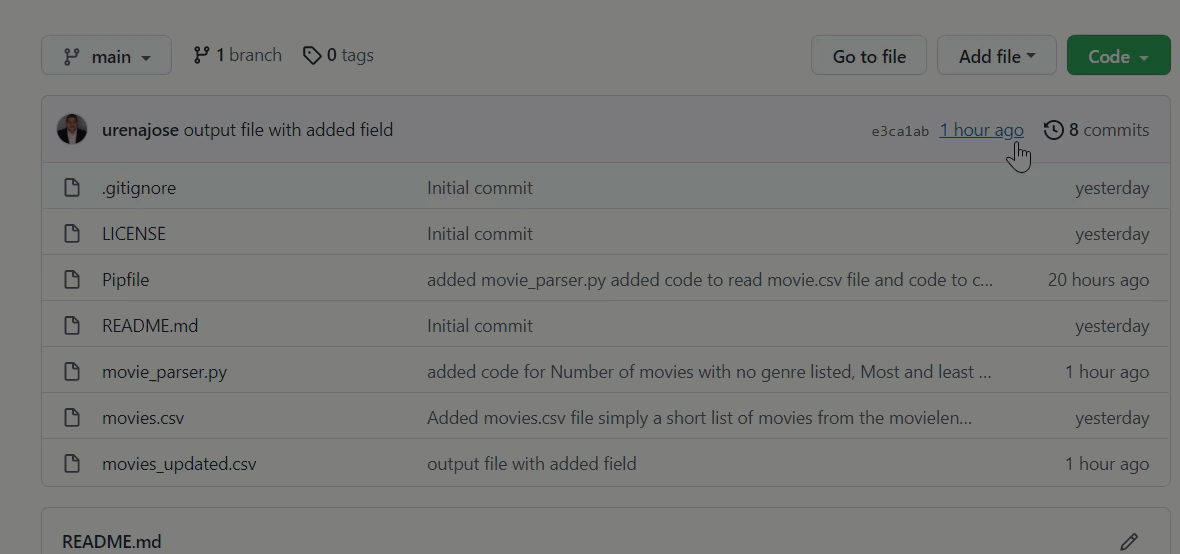 main 1 branch 0 tags Go to file Add file Code
urenajose output file with added field e3ca1ab 1 hour ago 8 commits
.gitignore Initial commit yesterday
LICENSE Initial commit yesterday
Pipfile added movie_parser.py added code to read movie.csv file and code to c... 20 hours ago
README.md Initial commit yesterday
movie_parser.py added code for Number of movies with no genre listed, Most and least ... 1 hour ago
movies.csv Added movies.csv file simply a short list of movies from the movielen... yesterday
movies_updated.csv output file with added field 1 hour ago
README.md